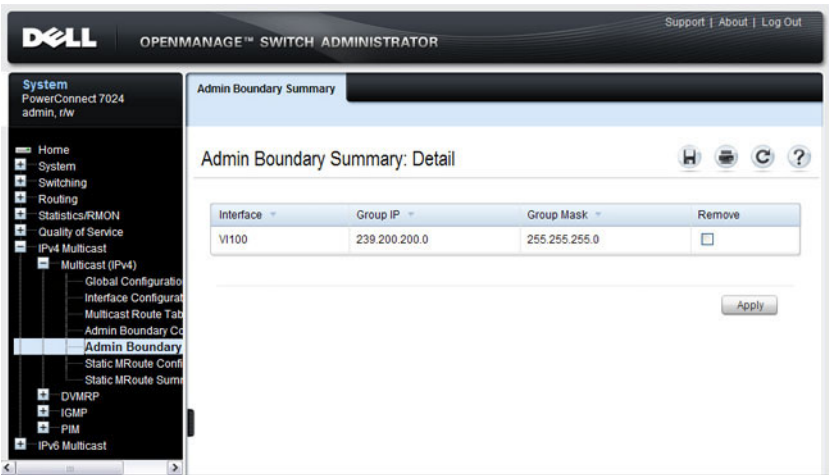 Support | About | Log Out
DELL OPENMANAGE™ SWITCH ADMINISTRATOR
System
PowerConnect 7024
admin, r/w
Home
System
Switching
Routing
Statistics/RMON
Quality of Service
IPv4 Multicast
Multicast (IPv4)
Global Configuratio
Interface Configurat
Multicast Route Tab
Admin Boundary Co
Admin Boundary
Static MRoute Confi
Static MRoute Summ
DVMRP
IGMP
PIM
IPv6 Multicast
Admin Boundary Summary
Admin Boundary Summary: Detail
Interface Group IP Group Mask Remove
Vl100 239.200.200.0 255.255.255.0
Apply